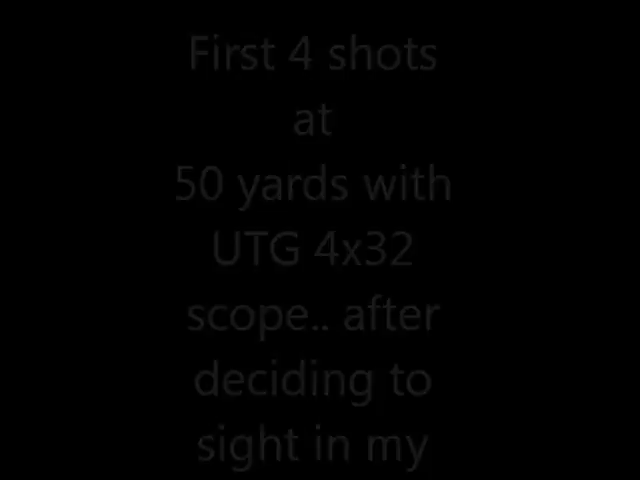 First 4 shots
at
50 yards with
UTG 4x32
scope.. after
deciding to
sight in my